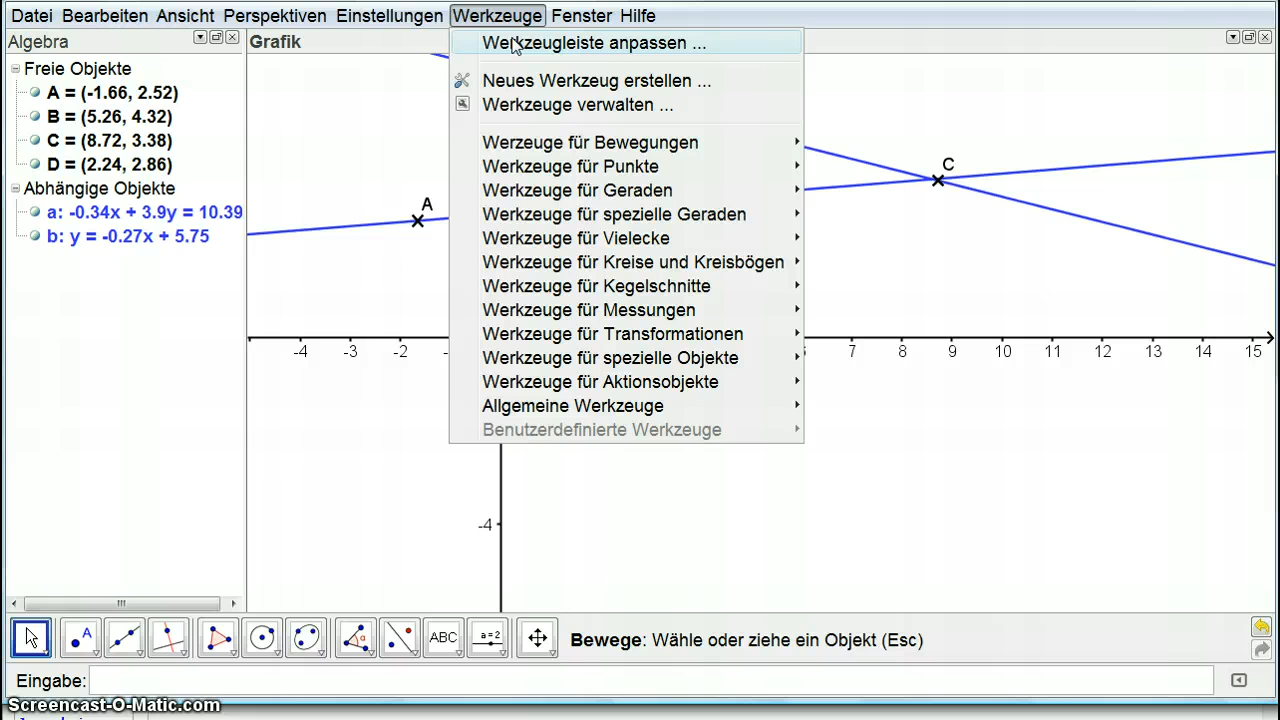 Datei Bearbeiten Ansicht Perspektiven Einstellungen Werkzeuge Fenster Hilfe
Algebra
Grafik
Freie Objekte
A = (-1.66, 2.52)
B = (5.26, 4.32)
C = (8.72, 3.38)
D = (2.24, 2.86)
Abhängige Objekte
a: -0.34x + 3.9y = 10.39
b: y = -0.27x + 5.75
Werkzeugleiste anpassen ...
Neues Werkzeug erstellen ...
Werkzeuge verwalten ...
Werzeuge für Bewegungen
Werkzeuge für Punkte
Werkzeuge für Geraden
Werkzeuge für spezielle Geraden
Werkzeuge für Vielecke
Werkzeuge für Kreise und Kreisbögen
Werkzeuge für Kegelschnitte
Werkzeuge für Messungen
Werkzeuge für Transformationen
Werkzeuge für spezielle Objekte
Werkzeuge für Aktionsobjekte
Allgemeine Werkzeuge
Benutzerdefinierte Werkzeuge
A
C
-4 -3 -2 7 8 9 10 11 12 13 14 15
-4
A α ABC a=2
Bewege: Wähle oder ziehe ein Objekt (Esc)
Eingabe:
Screencast-O-Matic.com